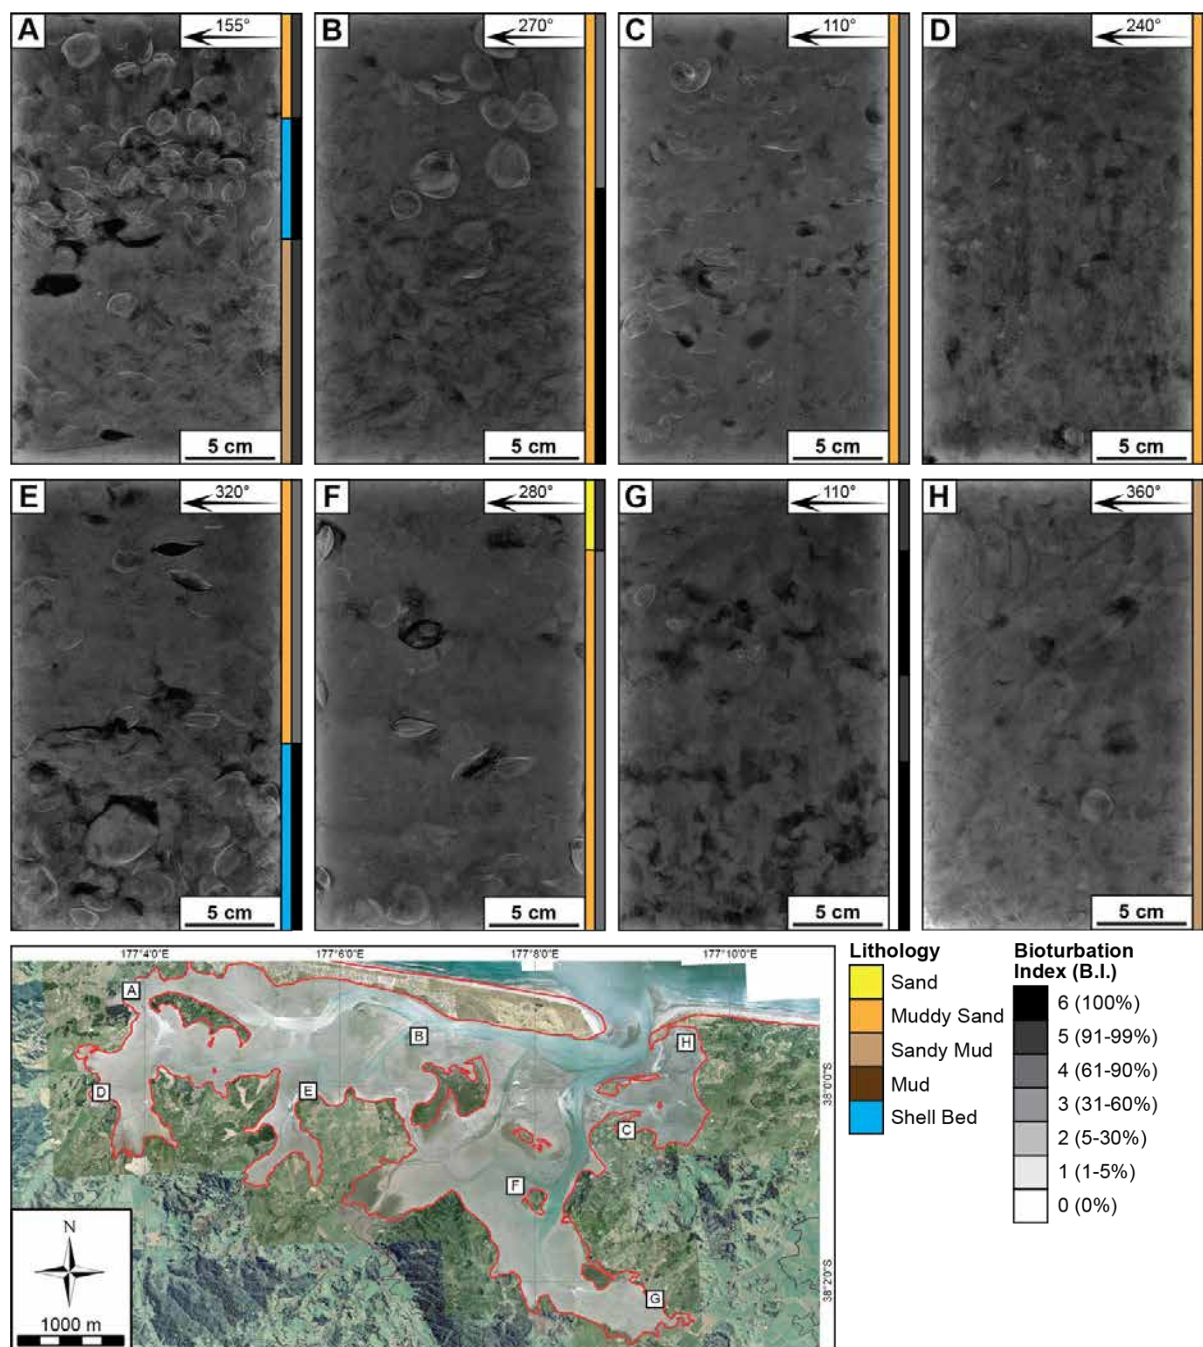 A
155°
5 cm
B
270°
5 cm
C
110°
5 cm
D
240°
5 cm
E
320°
5 cm
F
280°
5 cm
G
110°
5 cm
H
360°
5 cm
177°4'0"E
177°6'0"E
177°8'0"E
177°10'0"E
A
B
H
D
E
C
F
G
38°0'0"S
38°2'0"S
N
1000 m
Lithology
Sand
Muddy Sand
Sandy Mud
Mud
Shell Bed
Bioturbation
Index (B.I.)
6 (100%)
5 (91-99%)
4 (61-90%)
3 (31-60%)
2 (5-30%)
1 (1-5%)
0 (0%)